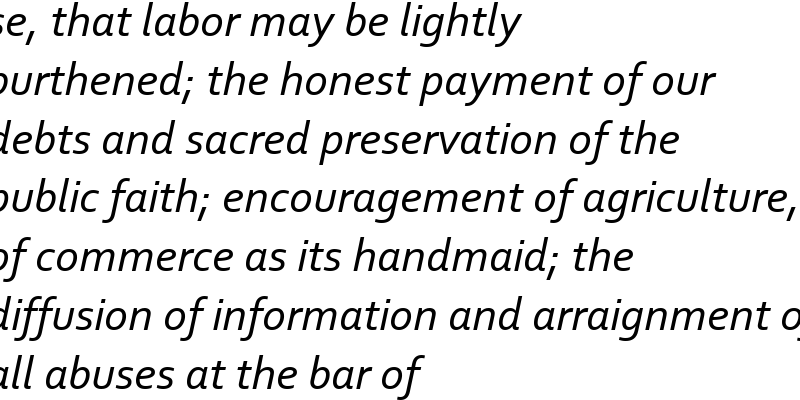 se, that labor may be lightly
burthened; the honest payment of our
debts and sacred preservation of the
public faith; encouragement of agriculture,
of commerce as its handmaid; the
diffusion of information and arraignment of
all abuses at the bar of